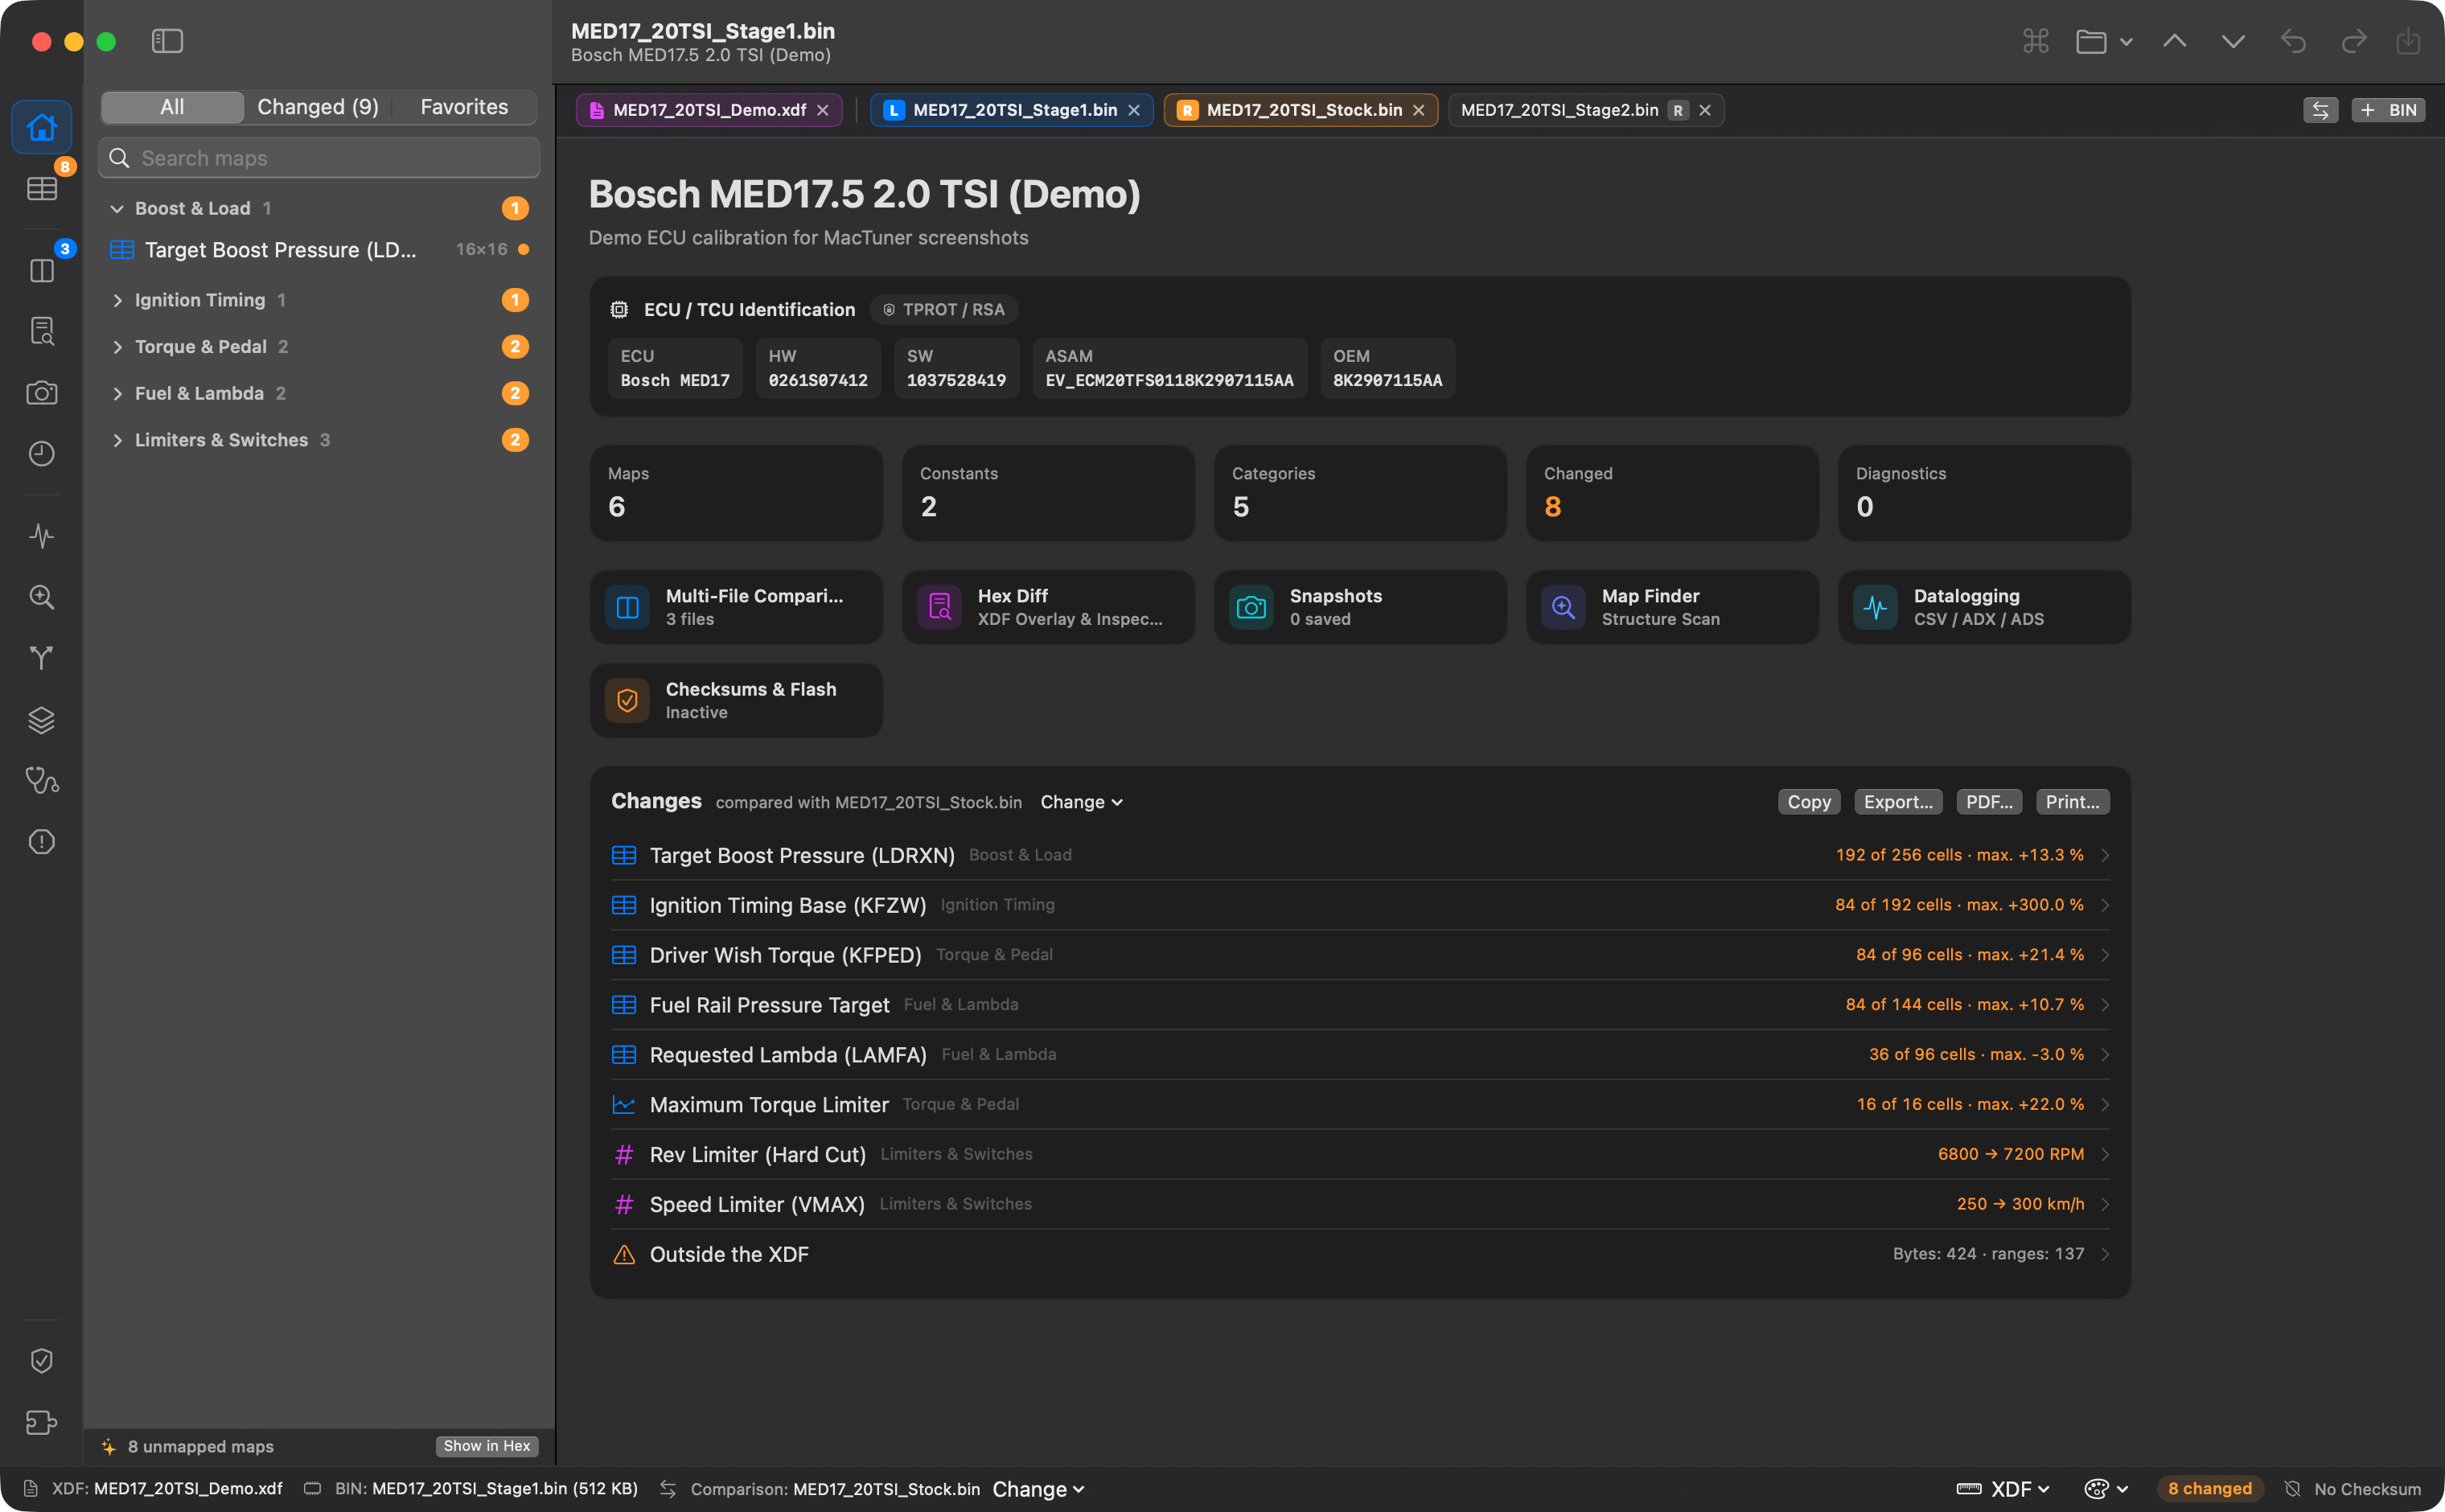 MED17_20TSI_Stage1.bin
Bosch MED17.5 2.0 TSI (Demo)
All
Changed (9)
Favorites
Search maps
8
3
Boost & Load 1
1
Target Boost Pressure (LD...
16×16
Ignition Timing 1
1
Torque & Pedal 2
2
Fuel & Lambda 2
2
Limiters & Switches 3
2
8 unmapped maps
Show in Hex
MED17_20TSI_Demo.xdf
L MED17_20TSI_Stage1.bin
R MED17_20TSI_Stock.bin
MED17_20TSI_Stage2.bin R
+ BIN
Bosch MED17.5 2.0 TSI (Demo)
Demo ECU calibration for MacTuner screenshots
ECU / TCU Identification
TPROT / RSA
ECU
Bosch MED17
HW
0261S07412
SW
1037528419
ASAM
EV_ECM20TFS0118K2907115AA
OEM
8K2907115AA
Maps
6
Constants
2
Categories
5
Changed
8
Diagnostics
0
Multi-File Compari...
3 files
Hex Diff
XDF Overlay & Inspec...
Snapshots
0 saved
Map Finder
Structure Scan
Datalogging
CSV / ADX / ADS
Checksums & Flash
Inactive
Changes compared with MED17_20TSI_Stock.bin Change
Copy
Export...
PDF...
Print...
Target Boost Pressure (LDRXN) Boost & Load 192 of 256 cells · max. +13.3 %
Ignition Timing Base (KFZW) Ignition Timing 84 of 192 cells · max. +300.0 %
Driver Wish Torque (KFPED) Torque & Pedal 84 of 96 cells · max. +21.4 %
Fuel Rail Pressure Target Fuel & Lambda 84 of 144 cells · max. +10.7 %
Requested Lambda (LAMFA) Fuel & Lambda 36 of 96 cells · max. -3.0 %
Maximum Torque Limiter Torque & Pedal 16 of 16 cells · max. +22.0 %
# Rev Limiter (Hard Cut) Limiters & Switches 6800 → 7200 RPM
# Speed Limiter (VMAX) Limiters & Switches 250 → 300 km/h
Outside the XDF Bytes: 424 · ranges: 137
XDF: MED17_20TSI_Demo.xdf
BIN: MED17_20TSI_Stage1.bin (512 KB)
Comparison: MED17_20TSI_Stock.bin Change
XDF
8 changed
No Checksum